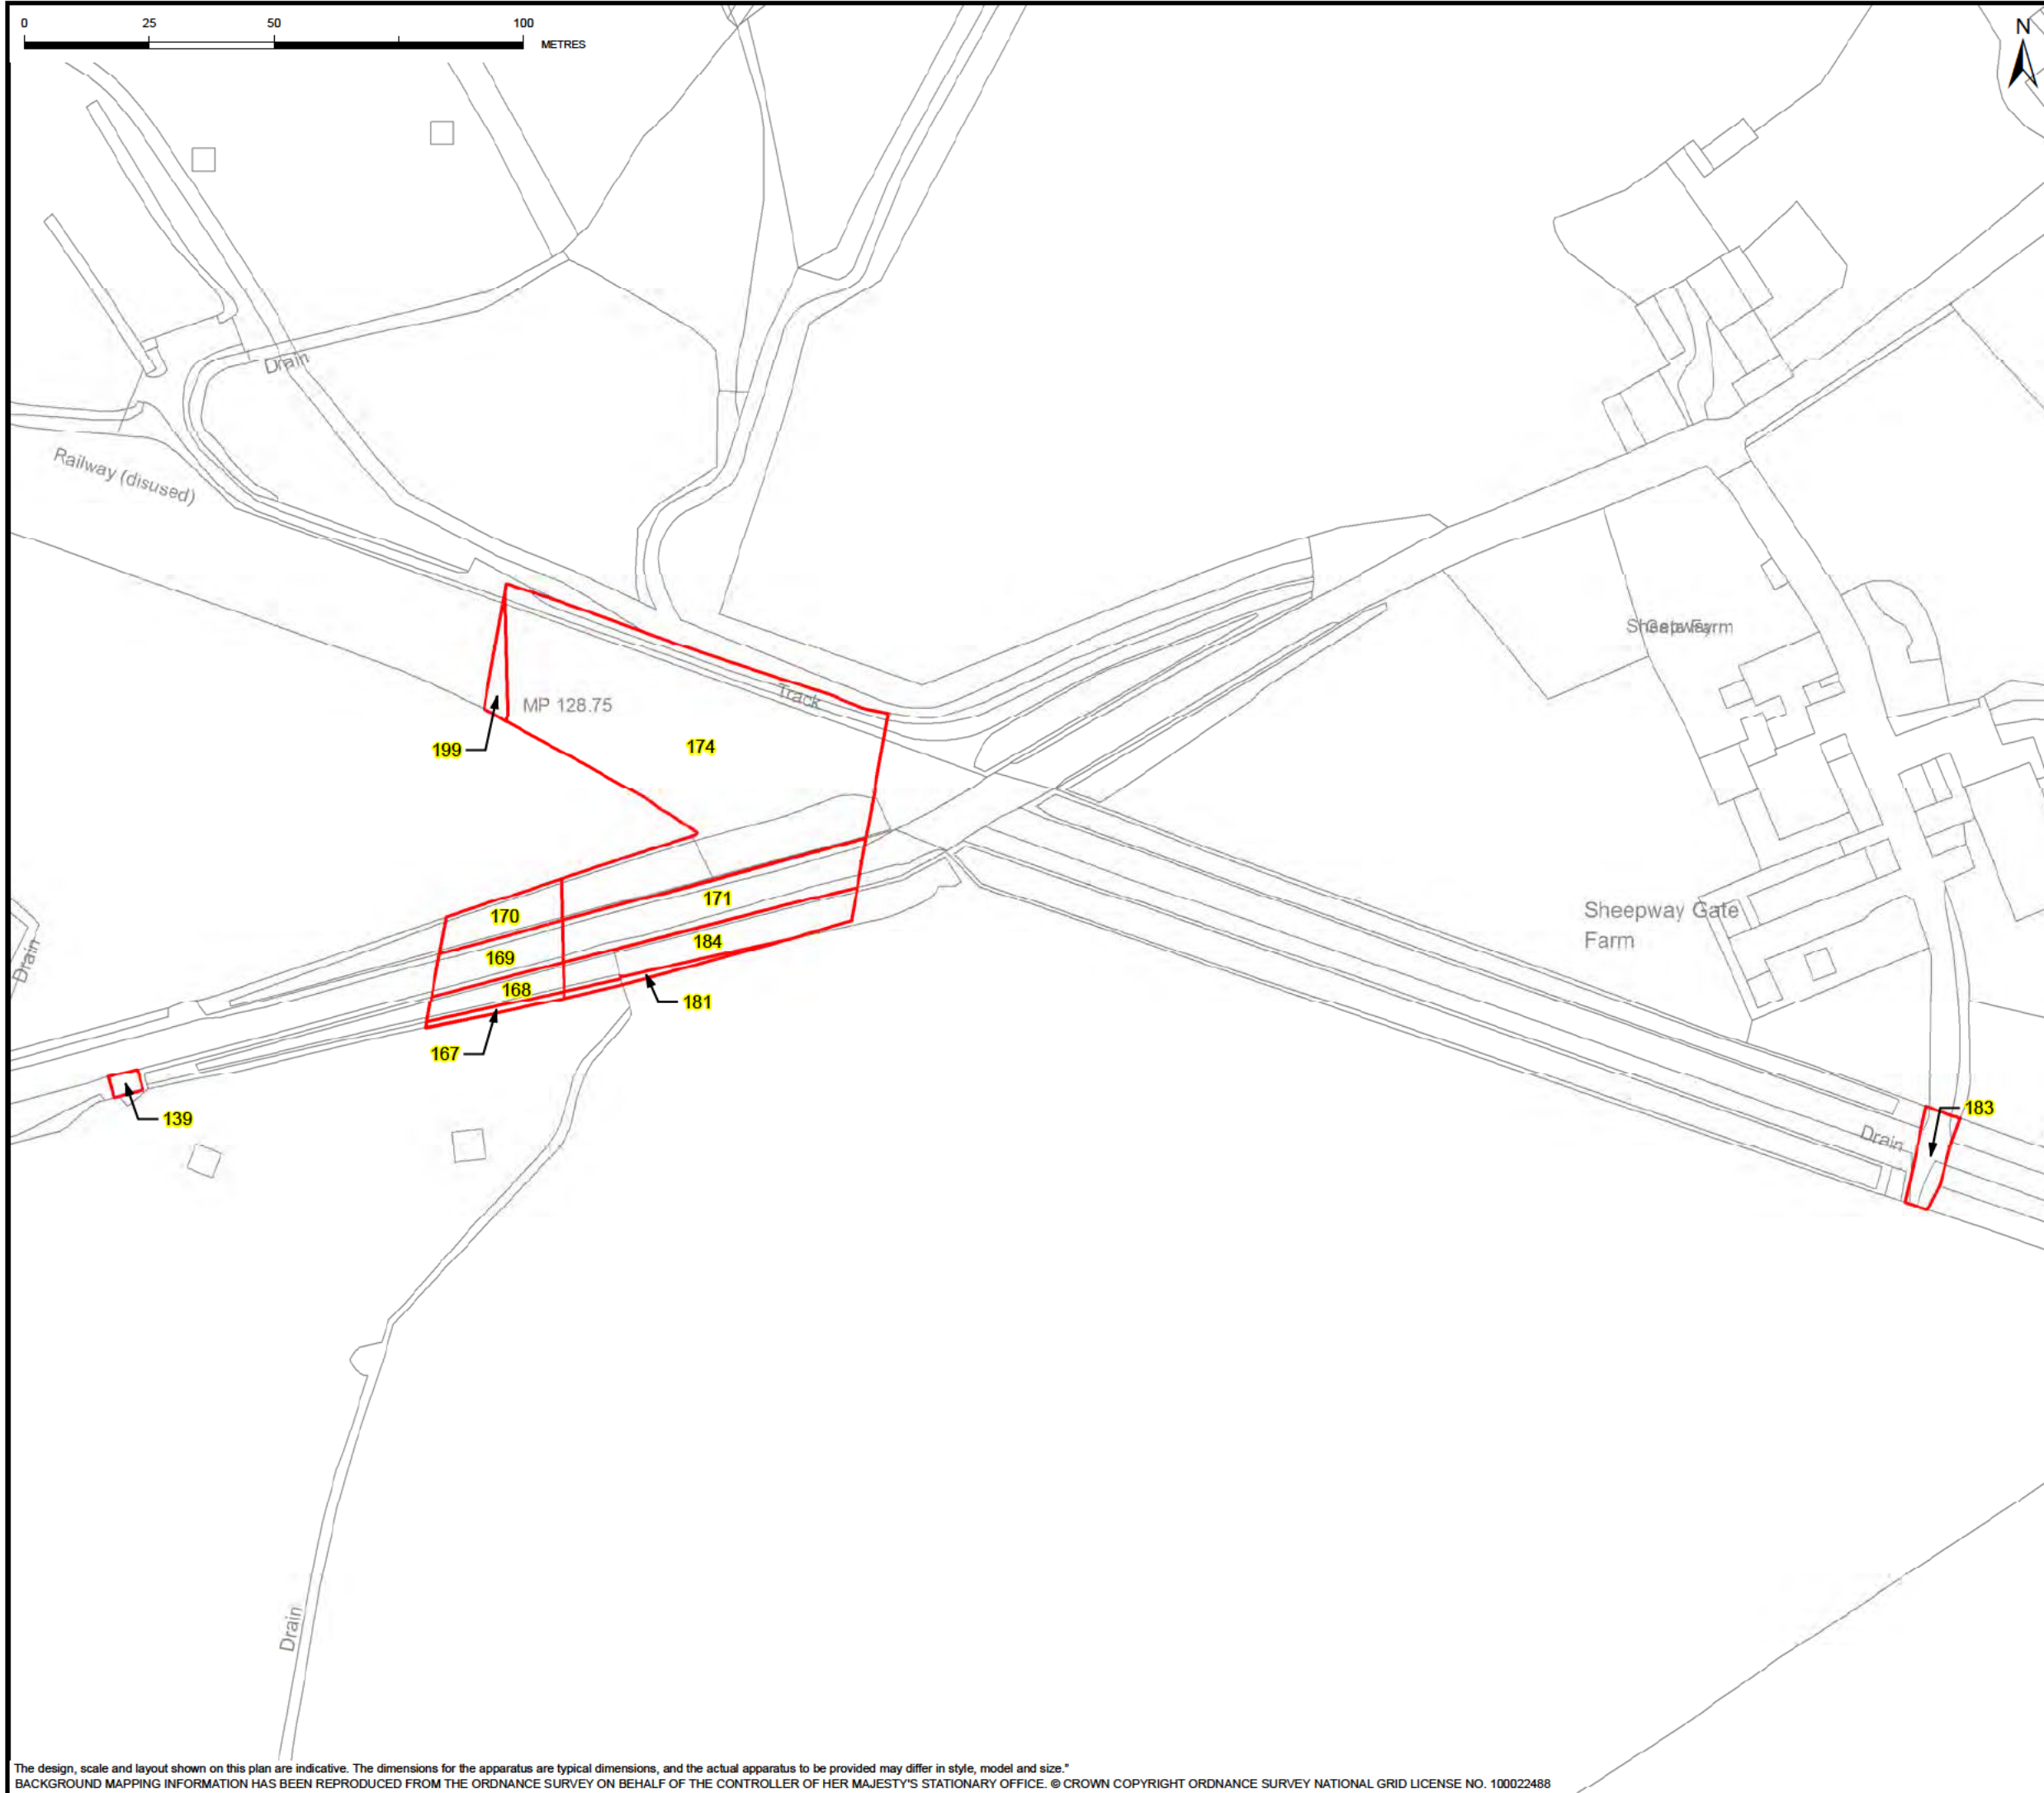 0 25 50 100
METRES
N
Drain
Railway (disused)
MP 128.75
Track
199
174
170
171
169
184
168
181
167
139
Drain
Sheepway Gate
Farm
183
Drain
Drain
The design, scale and layout shown on this plan are indicative. The dimensions for the apparatus are typical dimensions, and the actual apparatus to be provided may differ in style, model and size."
BACKGROUND MAPPING INFORMATION HAS BEEN REPRODUCED FROM THE ORDNANCE SURVEY ON BEHALF OF THE CONTROLLER OF HER MAJESTY'S STATIONARY OFFICE. © CROWN COPYRIGHT ORDNANCE SURVEY NATIONAL GRID LICENSE NO. 100022488